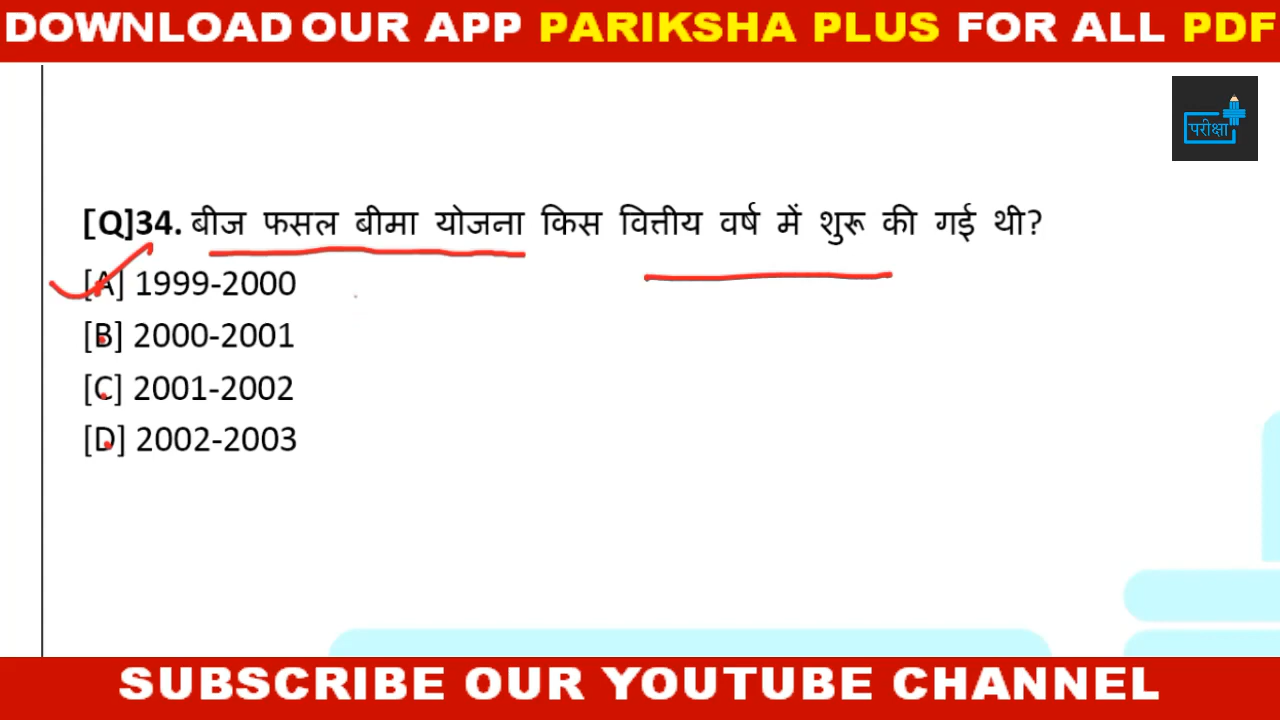 DOWNLOAD OUR APP PARIKSHA PLUS FOR ALL PDF
परीक्षा
[Q]34. बीज फसल बीमा योजना किस वित्तीय वर्ष में शुरू की गई थी?
[A] 1999-2000
[B] 2000-2001
[C] 2001-2002
[D] 2002-2003
SUBSCRIBE OUR YOUTUBE CHANNEL